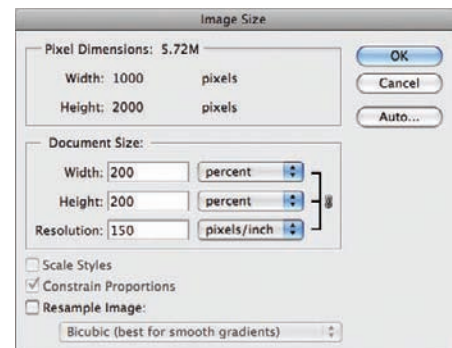 Image Size
Pixel Dimensions: 5.72M
OK
Width: 1000 pixels
Cancel
Height: 2000 pixels
Auto...
Document Size:
Width: 200 percent
Height: 200 percent
Resolution: 150 pixels/inch
Scale Styles
Constrain Proportions
Resample Image:
Bicubic (best for smooth gradients)